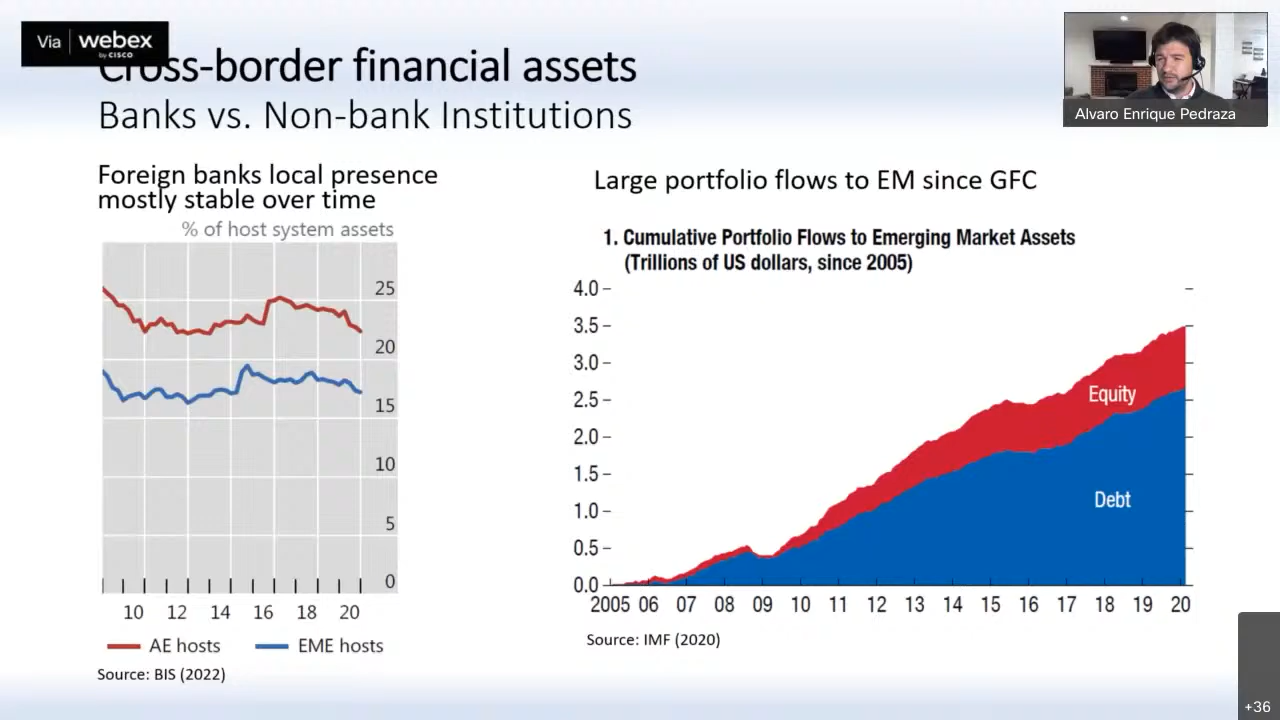 Via webex
by CISCO
Cross-border financial assets
Banks vs. Non-bank Institutions
Alvaro Enrique Pedraza
Foreign banks local presence
mostly stable over time
% of host system assets
25
20
15
10
5
0
10 12 14 16 18 20
AE hosts EME hosts
Source: BIS (2022)
Large portfolio flows to EM since GFC
1. Cumulative Portfolio Flows to Emerging Market Assets
(Trillions of US dollars, since 2005)
4.0
3.5
3.0
2.5
2.0
1.5
1.0
0.5
0.0
Equity
Debt
2005 06 07 08 09 10 11 12 13 14 15 16 17 18 19 20
Source: IMF (2020)
+36